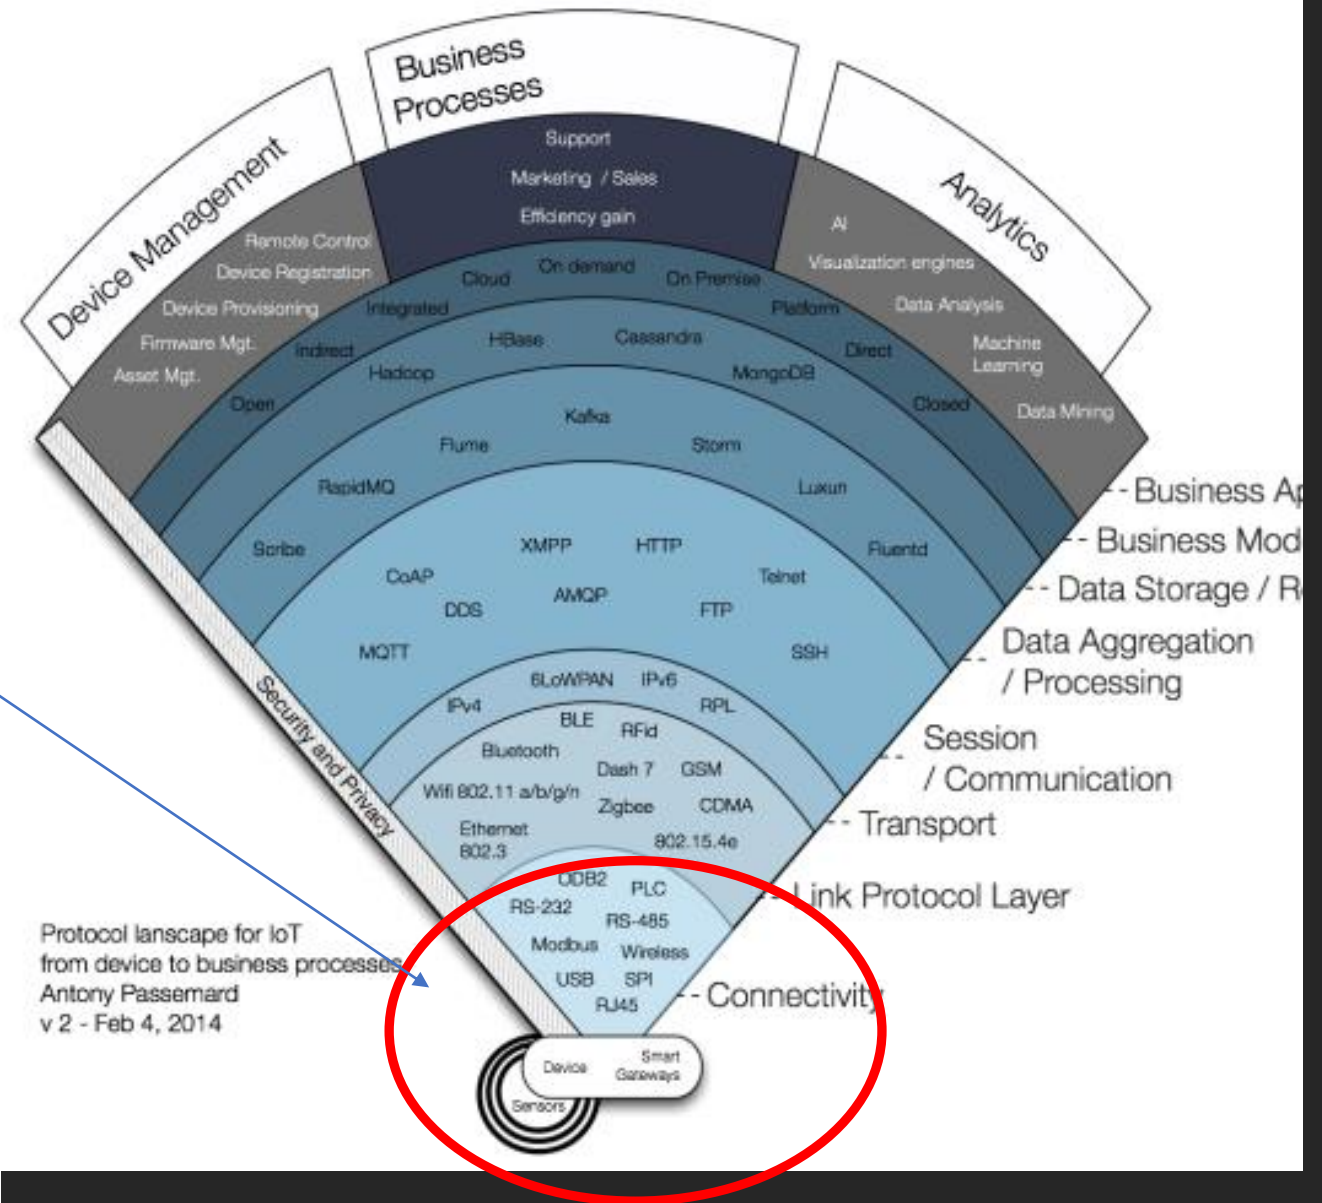 Business
Processes
Device Management
Analytics
Support
Marketing / Sales
Efficiency gain
Remote Control
Device Registration
Device Provisioning
Firmware Mgt.
Asset Mgt.
AI
Visualization engines
Data Analysis
Machine
Learning
Data Mining
Open
Indirect
Integrated
Cloud
On demand
On Premise
Platform
Direct
Closed
Hadoop
HBase
Cassandra
MongoDB
Scribe
RapidMQ
Flume
Kafka
Storm
Luxun
Fluentd
MQTT
CoAP
DDS
XMPP
AMQP
HTTP
FTP
Telnet
SSH
IPv4
6LoWPAN
IPv6
RPL
BLE
RFid
Bluetooth
Dash 7
GSM
Wifi 802.11 a/b/g/n
Zigbee
CDMA
Ethernet
802.3
802.15.4e
ODB2
PLC
RS-232
RS-485
Modbus
Wireless
USB
SPI
RJ45
Security and Privacy
Business Ap
Business Mod
Data Storage / R
Data Aggregation
/ Processing
Session
/ Communication
Transport
Link Protocol Layer
Connectivity
Device
Smart
Gateways
Sensors
Protocol lanscape for IoT
from device to business processes
Antony Passemard
v 2 - Feb 4, 2014